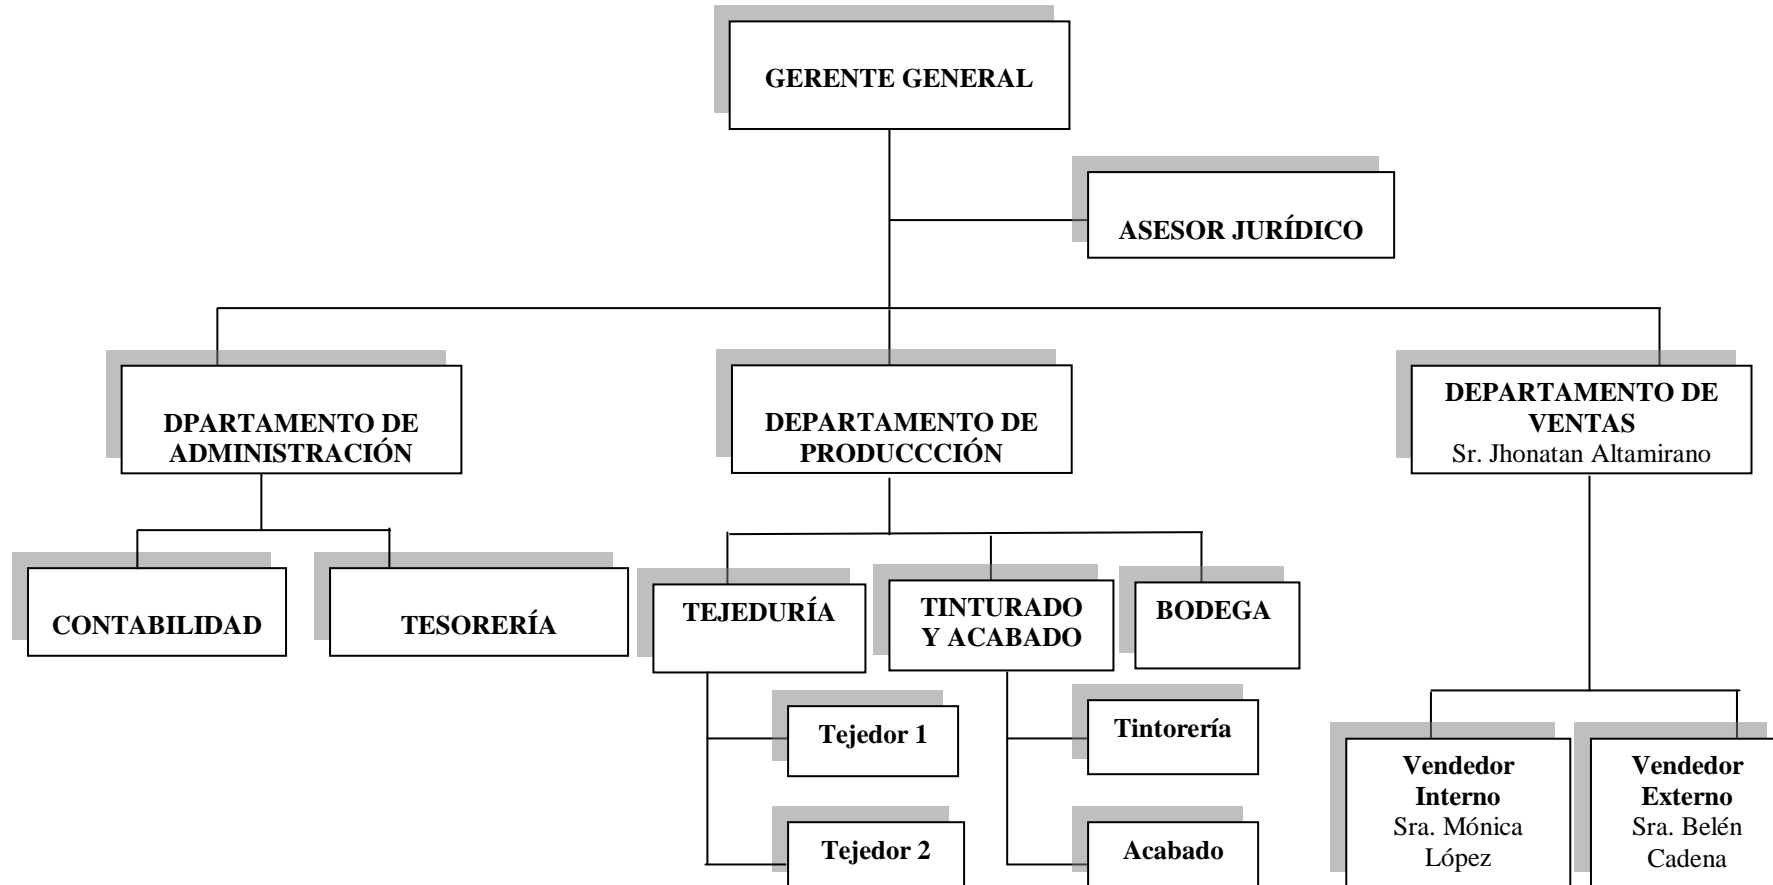 GERENTE GENERAL
ASESOR JURÍDICO
DPARTAMENTO DE
ADMINISTRACIÓN
DEPARTAMENTO DE
PRODUCCCIÓN
DEPARTAMENTO DE
VENTAS
Sr. Jhonatan Altamirano
CONTABILIDAD
TESORERÍA
TEJEDURÍA
TINTURADO
Y ACABADO
BODEGA
Tejedor 1
Tejedor 2
Tintorería
Acabado
Vendedor
Interno
Sra. Mónica
López
Vendedor
Externo
Sra. Belén
Cadena